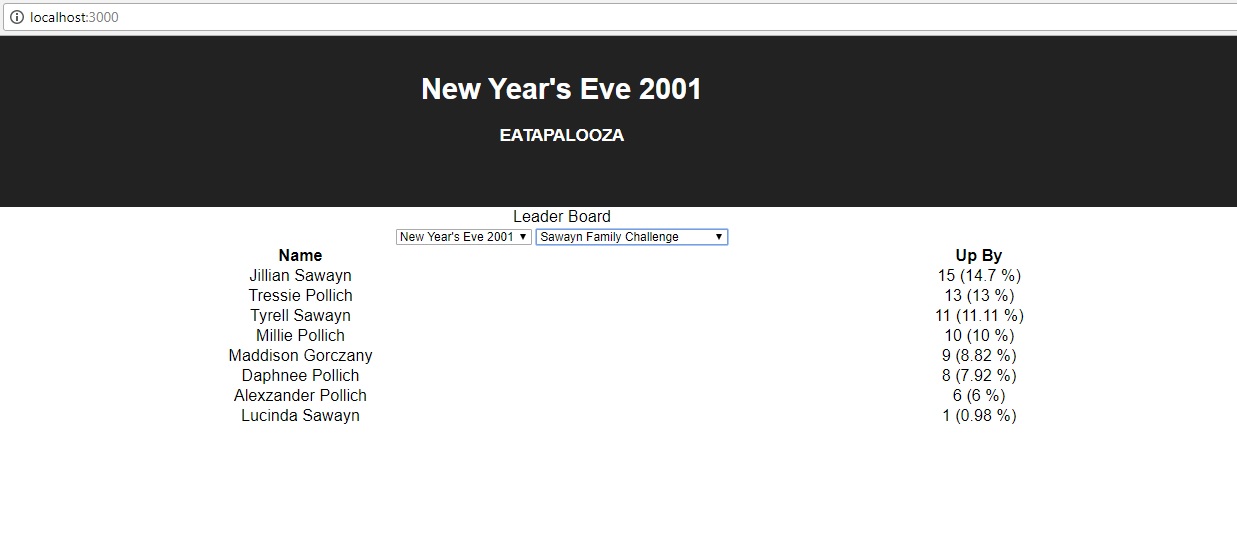 localhost:3000
New Year's Eve 2001
EATAPALOOZA
Leader Board
New Year's Eve 2001 ▼ Sawayn Family Challenge ▼
Name Up By
Jillian Sawayn 15 (14.7 %)
Tressie Pollich 13 (13 %)
Tyrell Sawayn 11 (11.11 %)
Millie Pollich 10 (10 %)
Maddison Gorczany 9 (8.82 %)
Daphnee Pollich 8 (7.92 %)
Alexzander Pollich 6 (6 %)
Lucinda Sawayn 1 (0.98 %)